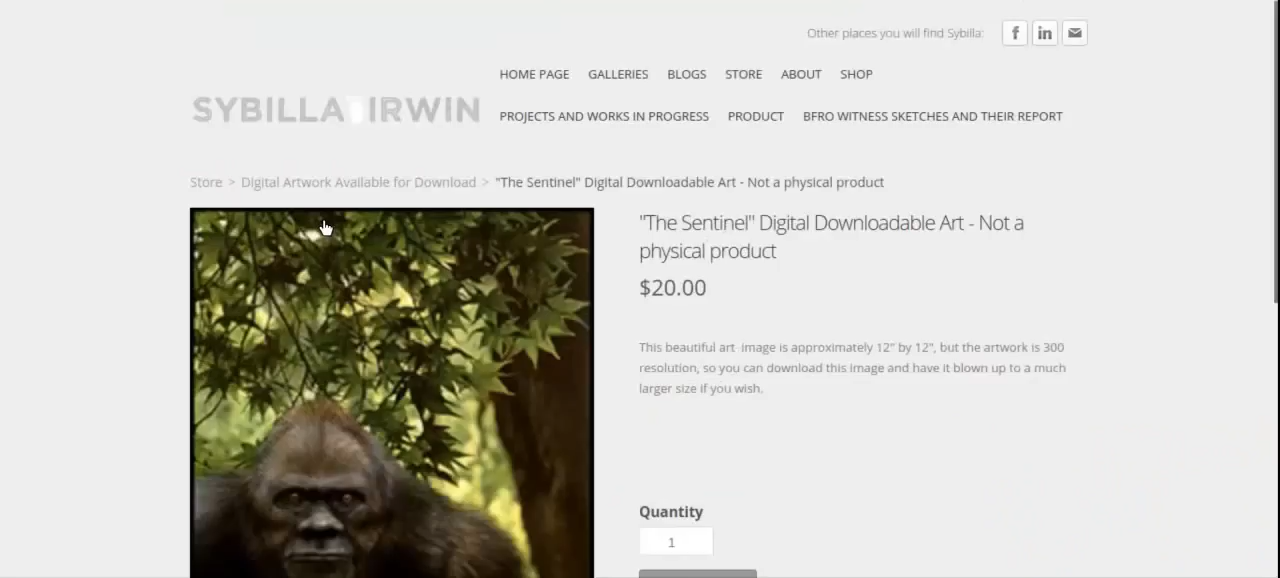 Other places you will find Sybilla:
HOME PAGE GALLERIES BLOGS STORE ABOUT SHOP
SYBILLA IRWIN
PROJECTS AND WORKS IN PROGRESS PRODUCT BFRO WITNESS SKETCHES AND THEIR REPORT
Store > Digital Artwork Available for Download > "The Sentinel" Digital Downloadable Art - Not a physical product
"The Sentinel" Digital Downloadable Art - Not a
physical product
$20.00
This beautiful art image is approximately 12" by 12", but the artwork is 300
resolution, so you can download this image and have it blown up to a much
larger size if you wish.
Quantity
1